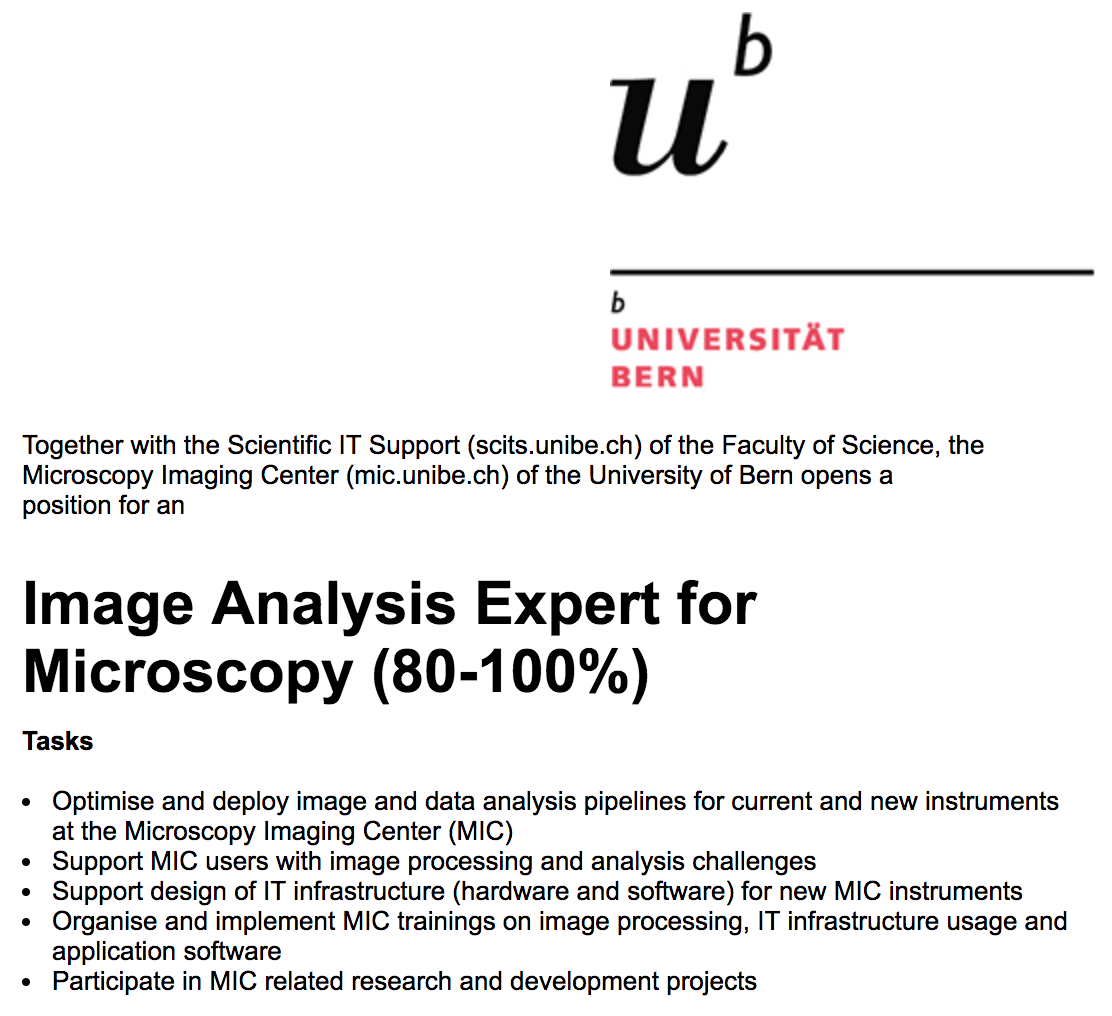 u b
b
UNIVERSITÄT
BERN
Together with the Scientific IT Support (scits.unibe.ch) of the Faculty of Science, the
Microscopy Imaging Center (mic.unibe.ch) of the University of Bern opens a
position for an
Image Analysis Expert for
Microscopy (80-100%)
Tasks
• Optimise and deploy image and data analysis pipelines for current and new instruments
at the Microscopy Imaging Center (MIC)
• Support MIC users with image processing and analysis challenges
• Support design of IT infrastructure (hardware and software) for new MIC instruments
• Organise and implement MIC trainings on image processing, IT infrastructure usage and
application software
• Participate in MIC related research and development projects